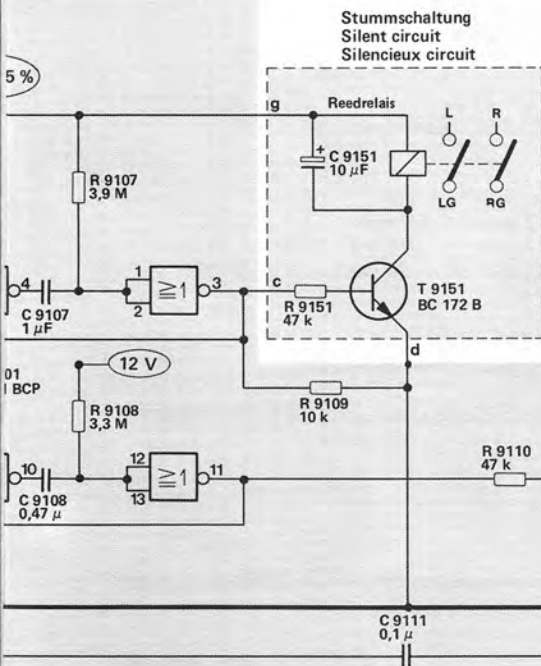 Stummschaltung
Silent circuit
Silencieux circuit
5 %
g
Reedrelais
L
R
+
C 9151
10 µF
LG
RG
R 9107
3,9 M
4
C 9107
1 µF
1
2
≧1
3
c
R 9151
47 k
T 9151
BC 172 B
d
01
BCP
12 V
R 9108
3,3 M
R 9109
10 k
10
C 9108
0,47 µ
12
13
≧1
11
R 9110
47 k
C 9111
0,1 µ